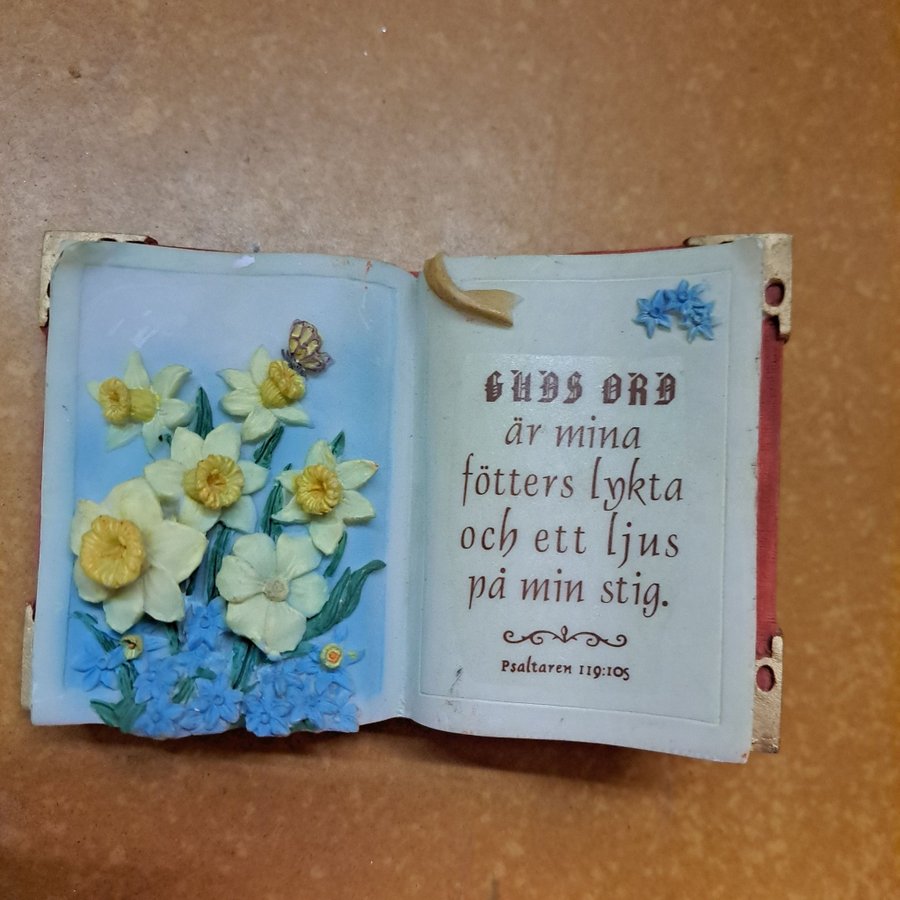 GUDS ORD
är mina
fötters lykta
och ett ljus
på min stig.
Psaltaren 119:105